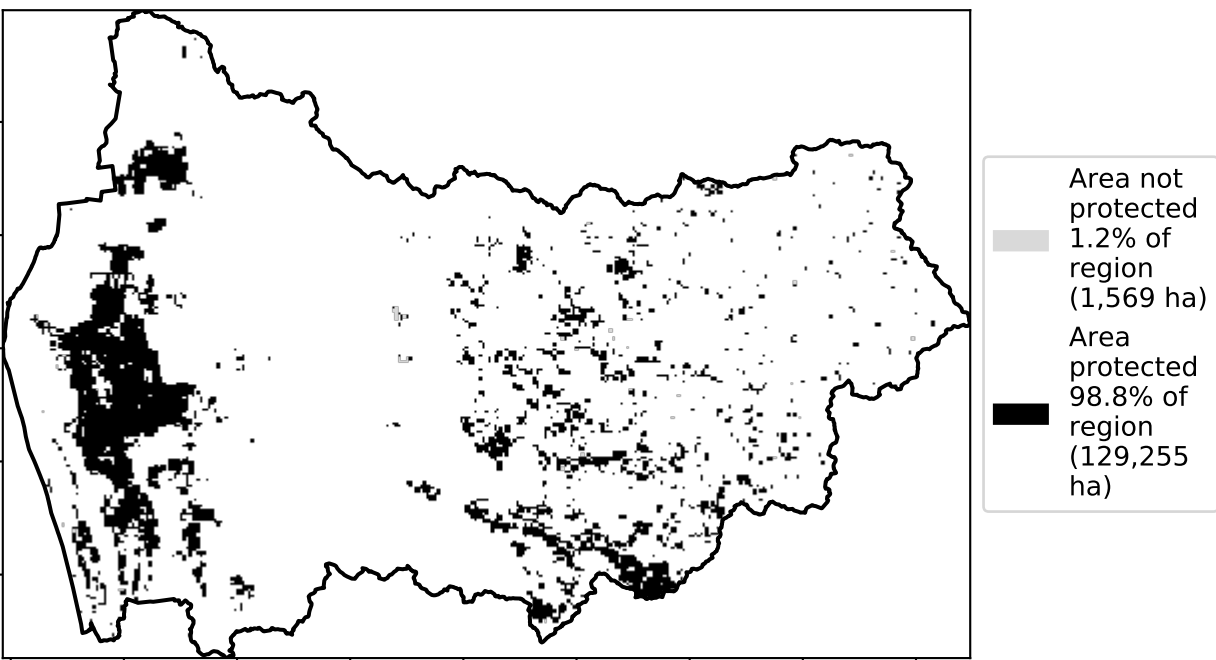 Area not
protected
1.2% of
region
(1,569 ha)
Area
protected
98.8% of
region
(129,255
ha)